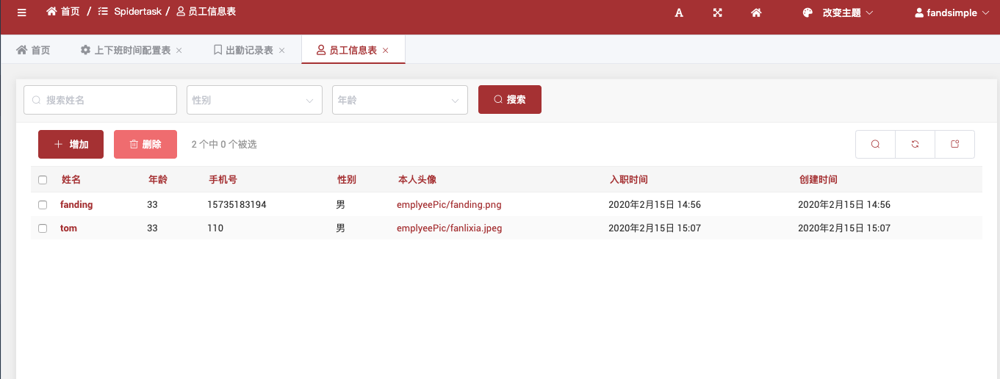 首页 / Spidertask / 员工信息表 A 改变主题 fandsimple
首页 上下班时间配置表 出勤记录表 员工信息表
搜索姓名 性别 年龄 搜索
增加 删除 2 个中 0 个被选
姓名 年龄 手机号 性别 本人头像 入职时间 创建时间
fanding 33 15735183194 男 emplyeePic/fanding.png 2020年2月15日 14:56 2020年2月15日 14:56
tom 33 110 男 emplyeePic/fanlixia.jpeg 2020年2月15日 15:07 2020年2月15日 15:07